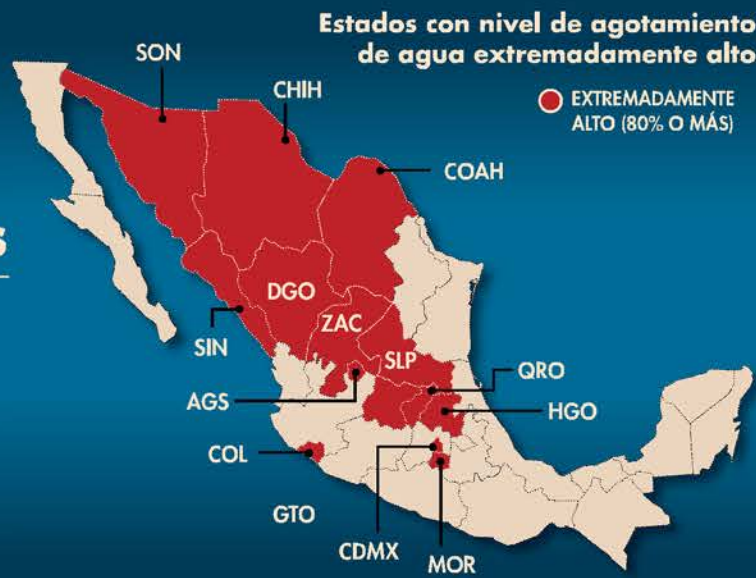 Estados con nivel de agotamiento
de agua extremadamente alto
EXTREMADAMENTE
ALTO (80% O MÁS)
SON
CHIH
COAH
S
DGO
ZAC
SIN
SLP
QRO
AGS
HGO
COL
GTO
CDMX
MOR